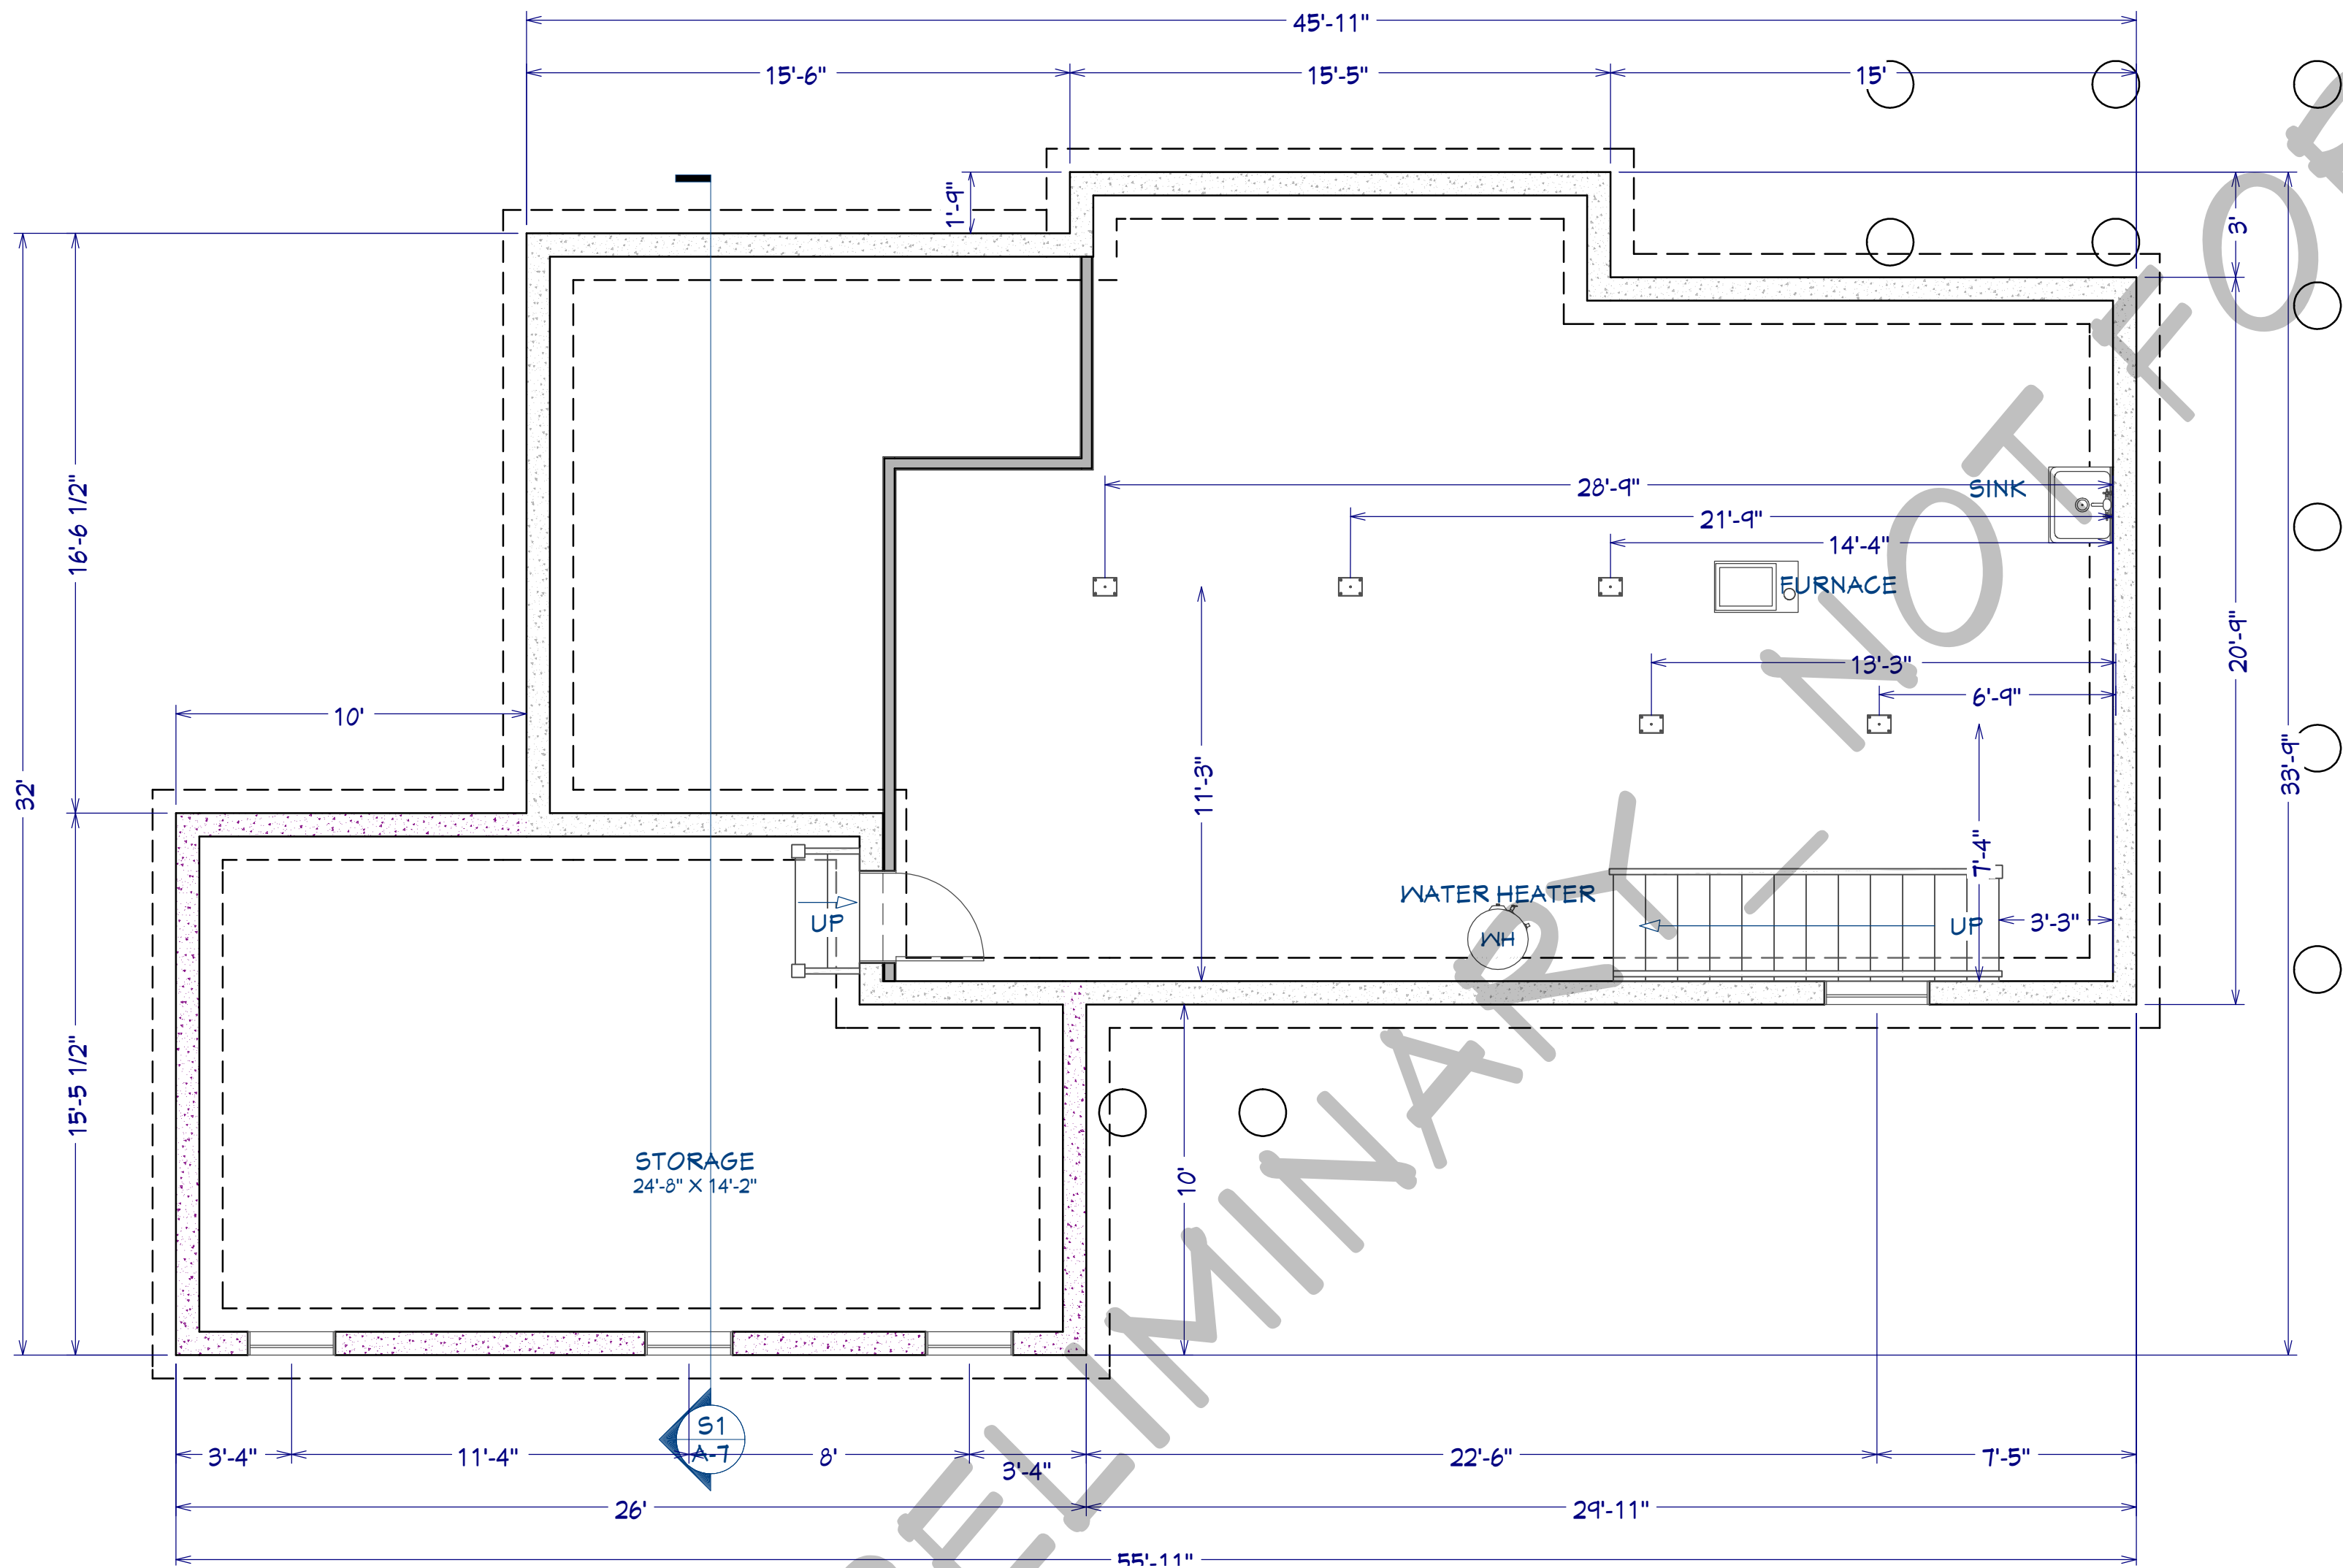 45'-11"
15'-6"
15'-5"
15'
1'-9"
3'
16'-6 1/2"
28'-9"
SINK
21'-9"
14'-4"
FURNACE
20'-9"
13'-3"
6'-9"
10'
32'
33'-9"
11'-3"
7'-4"
WATER HEATER
WH
UP
UP
3'-3"
15'-5 1/2"
STORAGE
24'-8" X 14'-2"
10'
S1
A-7
3'-4"
11'-4"
8'
3'-4"
22'-6"
7'-5"
26'
29'-11"
55'-11"
RELIMINARY_NOT FO